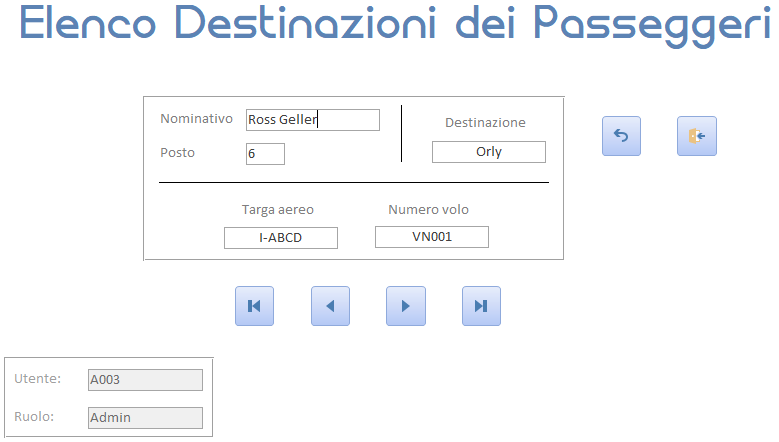 Elenco Destinazioni dei Passeggeri
Nominativo Ross Geller
Destinazione
Posto 6
Orly
Targa aereo Numero volo
I-ABCD VN001
Utente: A003
Ruolo: Admin